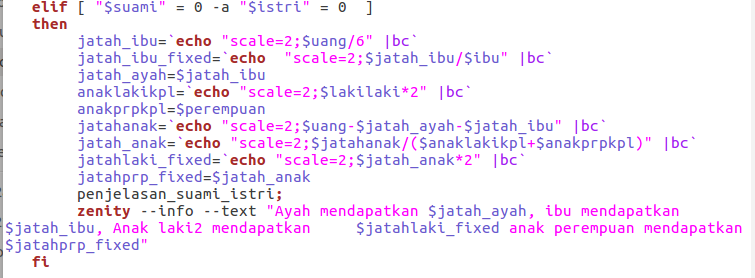 elif [ "$suami" = 0 -a "$istri" = 0  ]
then
jatah_ibu=`echo "scale=2;$uang/6" |bc`
jatah_ibu_fixed=`echo  "scale=2;$jatah_ibu/$ibu" |bc`
jatah_ayah=$jatah_ibu
anaklakikpl=`echo "scale=2;$lakilaki*2" |bc`
anakprpkpl=$perempuan
jatahanak=`echo "scale=2;$uang-$jatah_ayah-$jatah_ibu" |bc`
jatah_anak=`echo "scale=2;$jatahanak/($anaklakikpl+$anakprpkpl)" |bc`
jatahlaki_fixed=`echo "scale=2;$jatah_anak*2" |bc`
jatahprp_fixed=$jatah_anak
penjelasan_suami_istri;
zenity --info --text "Ayah mendapatkan $jatah_ayah, ibu mendapatkan
$jatah_ibu, Anak laki2 mendapatkan     $jatahlaki_fixed anak perempuan mendapatkan
$jatahprp_fixed"
fi